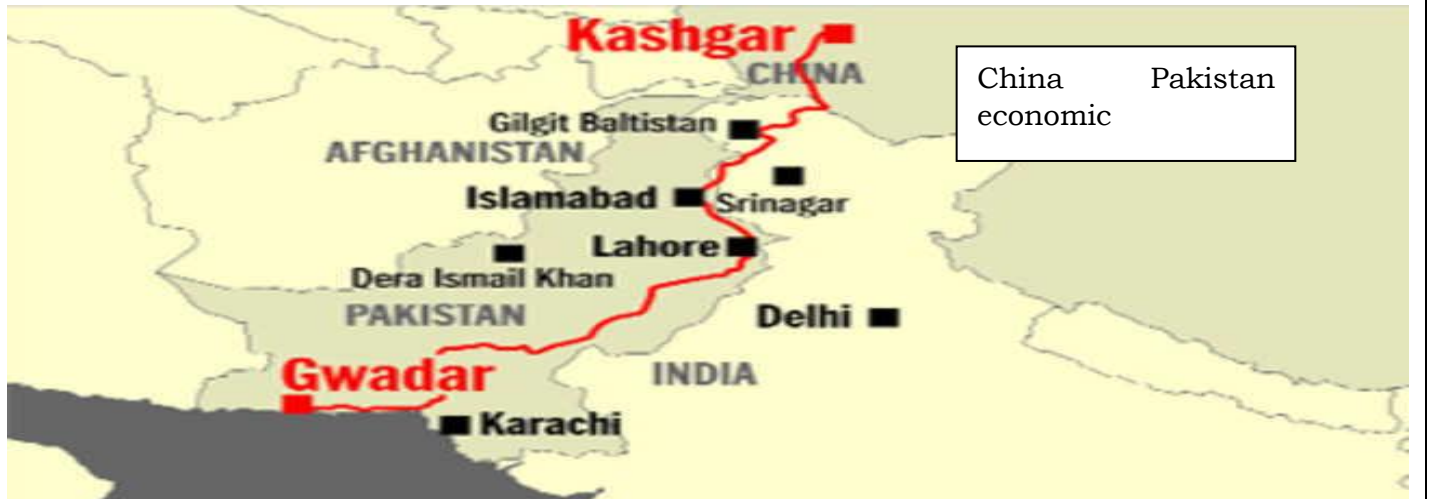 Kashgar
CHINA
China Pakistan
economic
Gilgit Baltistan
AFGHANISTAN
Islamabad
Srinagar
Lahore
Dera Ismail Khan
PAKISTAN
Delhi
Gwadar
INDIA
Karachi